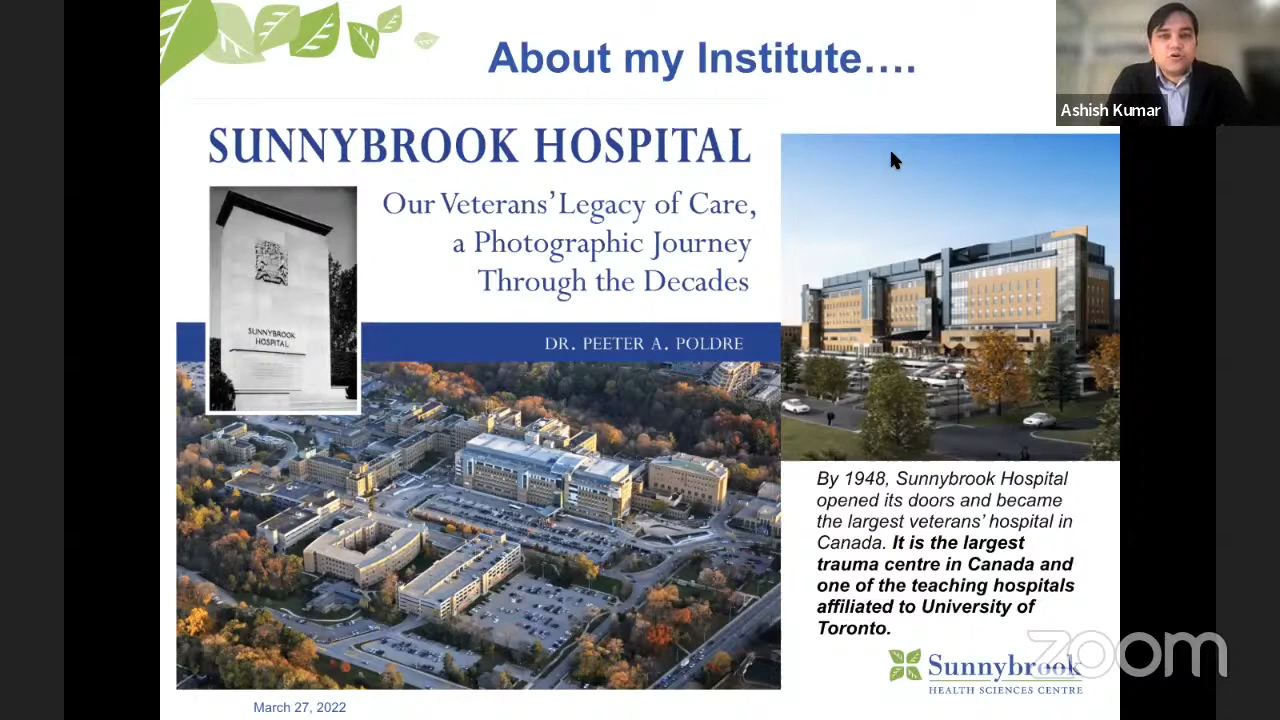 About my Institute….
Ashish Kumar
SUNNYBROOK HOSPITAL
Our Veterans' Legacy of Care,
a Photographic Journey
Through the Decades
SUNNYBROOK
HOSPITAL
DR. PEETER A. POLDRE
By 1948, Sunnybrook Hospital
opened its doors and became
the largest veterans' hospital in
Canada. It is the largest
trauma centre in Canada and
one of the teaching hospitals
affiliated to University of
Toronto.
zoom
Sunnybrook
HEALTH SCIENCES CENTRE
March 27, 2022